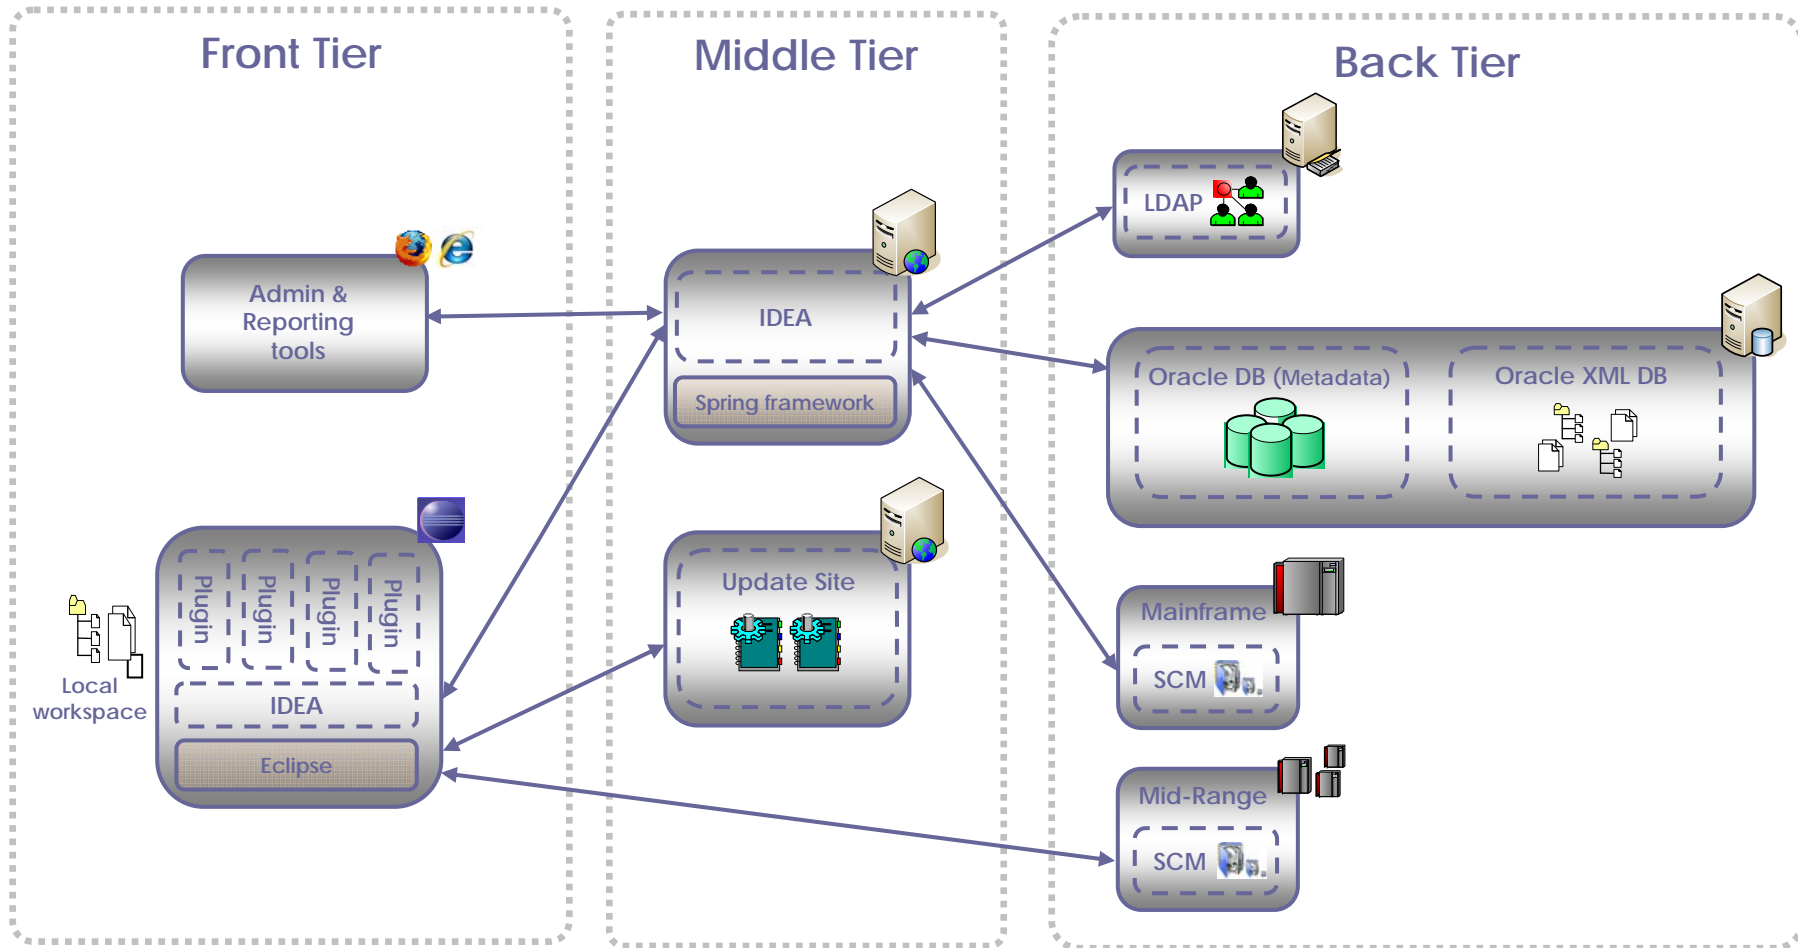 Front Tier
Middle Tier
Back Tier
LDAP
Admin &
Reporting
tools
IDEA
Spring framework
Oracle DB (Metadata)
Oracle XML DB
Plugin
Plugin
Plugin
Plugin
IDEA
Eclipse
Local
workspace
Update Site
Mainframe
SCM
Mid-Range
SCM